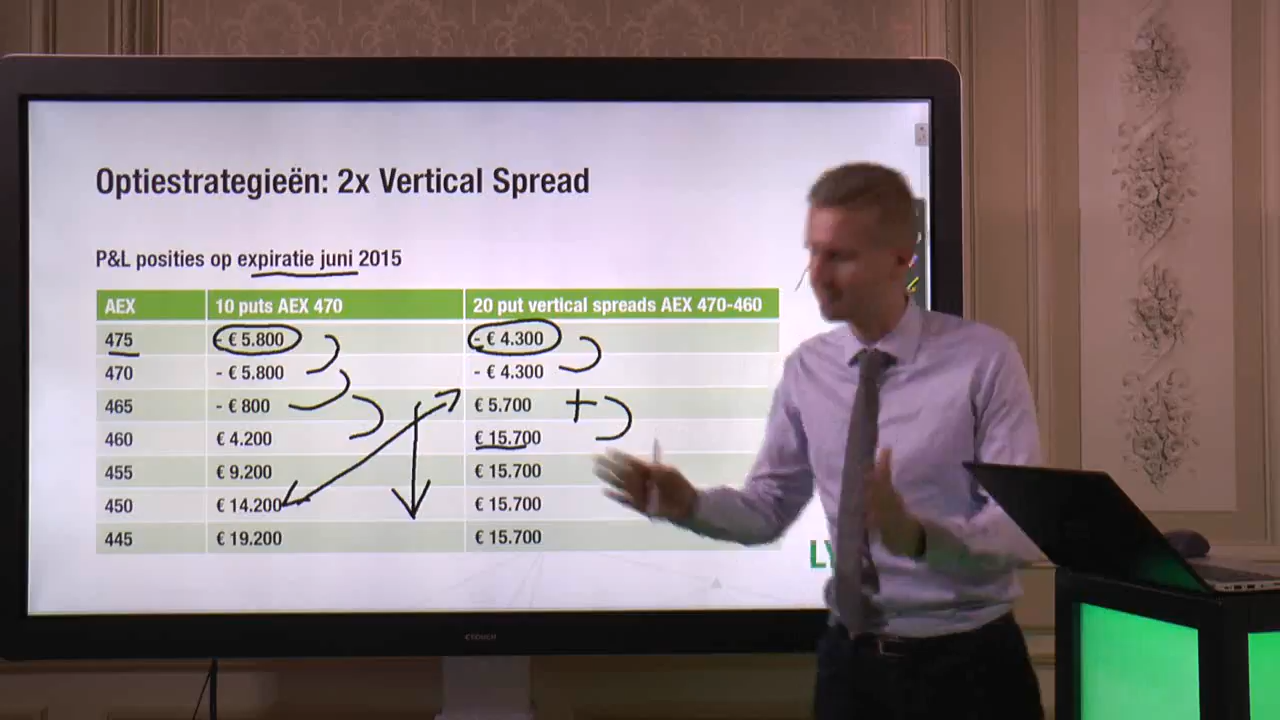 Optiestrategieën: 2x Vertical Spread
P&L posities op expiratie juni 2015
AEX 10 puts AEX 470 20 put vertical spreads AEX 470-460
475 - € 5.800 - € 4.300
470 - € 5.800 - € 4.300
465 - € 800 € 5.700 +
460 € 4.200 € 15.700
455 € 9.200 € 15.700
450 € 14.200 € 15.700
445 € 19.200 € 15.700
CTOUCH